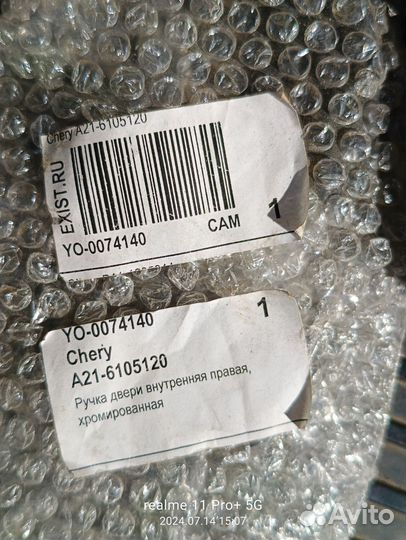 Chery A21-6105120
EXIST.RU
YO-0074140
CAM
1
YO-0074140
1
Chery
A21-6105120
Ручка двери внутренняя правая,
хромированная
realme 11 Pro+ 5G
2024.07.14 15:07
Avito